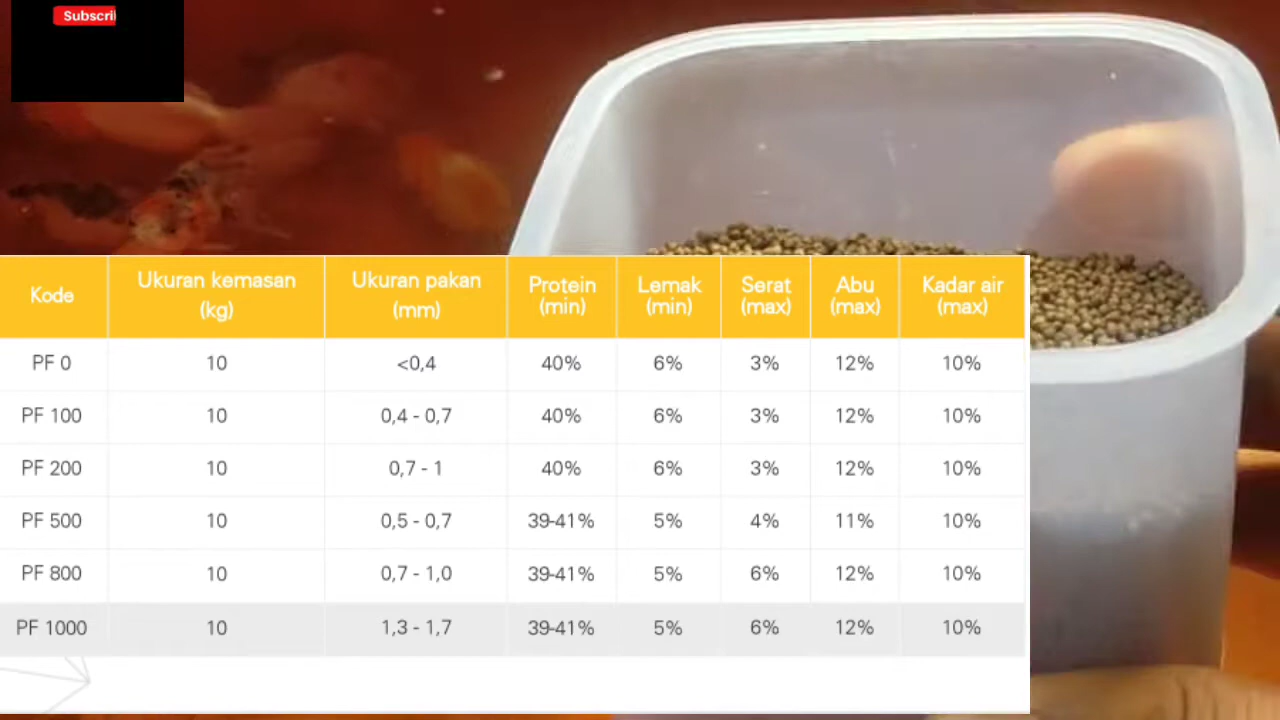 Subscri
Kode Ukuran kemasan (kg) Ukuran pakan (mm) Protein (min) Lemak (min) Serat (max) Abu (max) Kadar air (max)
PF 0 10 <0,4 40% 6% 3% 12% 10%
PF 100 10 0,4 - 0,7 40% 6% 3% 12% 10%
PF 200 10 0,7 - 1 40% 6% 3% 12% 10%
PF 500 10 0,5 - 0,7 39-41% 5% 4% 11% 10%
PF 800 10 0,7 - 1,0 39-41% 5% 6% 12% 10%
PF 1000 10 1,3 - 1,7 39-41% 5% 6% 12% 10%